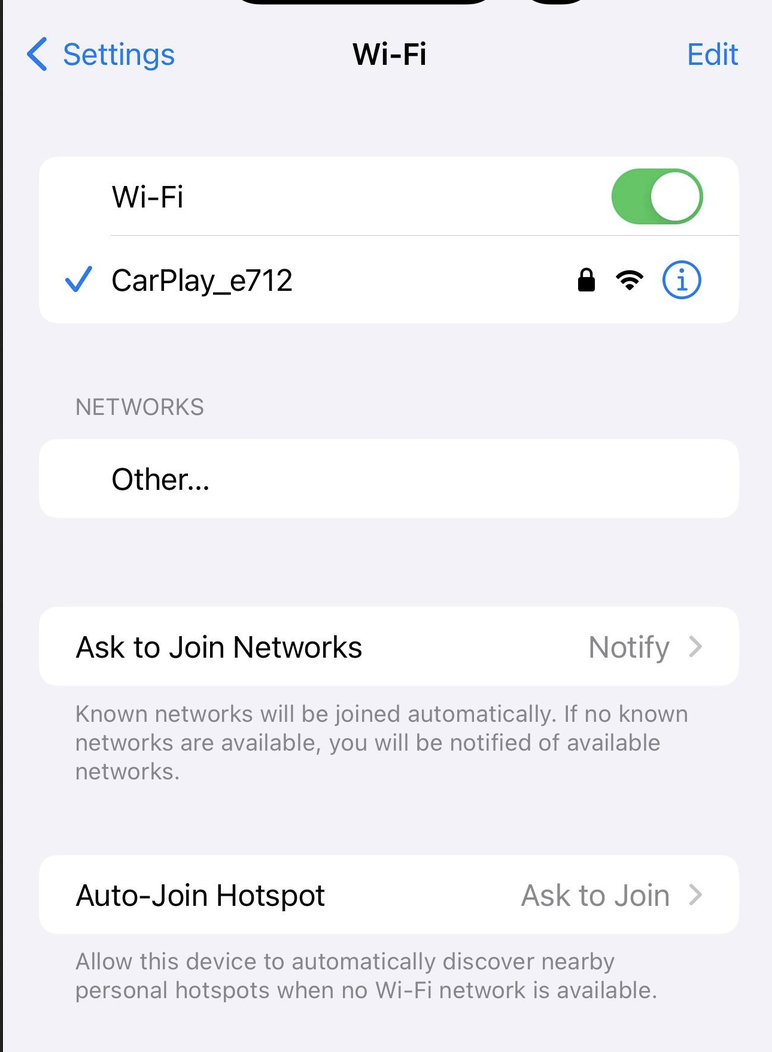 Settings
Wi-Fi
Edit
Wi-Fi
CarPlay_e712
NETWORKS
Other...
Ask to Join Networks
Notify
Known networks will be joined automatically. If no known
networks are available, you will be notified of available
networks.
Auto-Join Hotspot
Ask to Join
Allow this device to automatically discover nearby
personal hotspots when no Wi-Fi network is available.